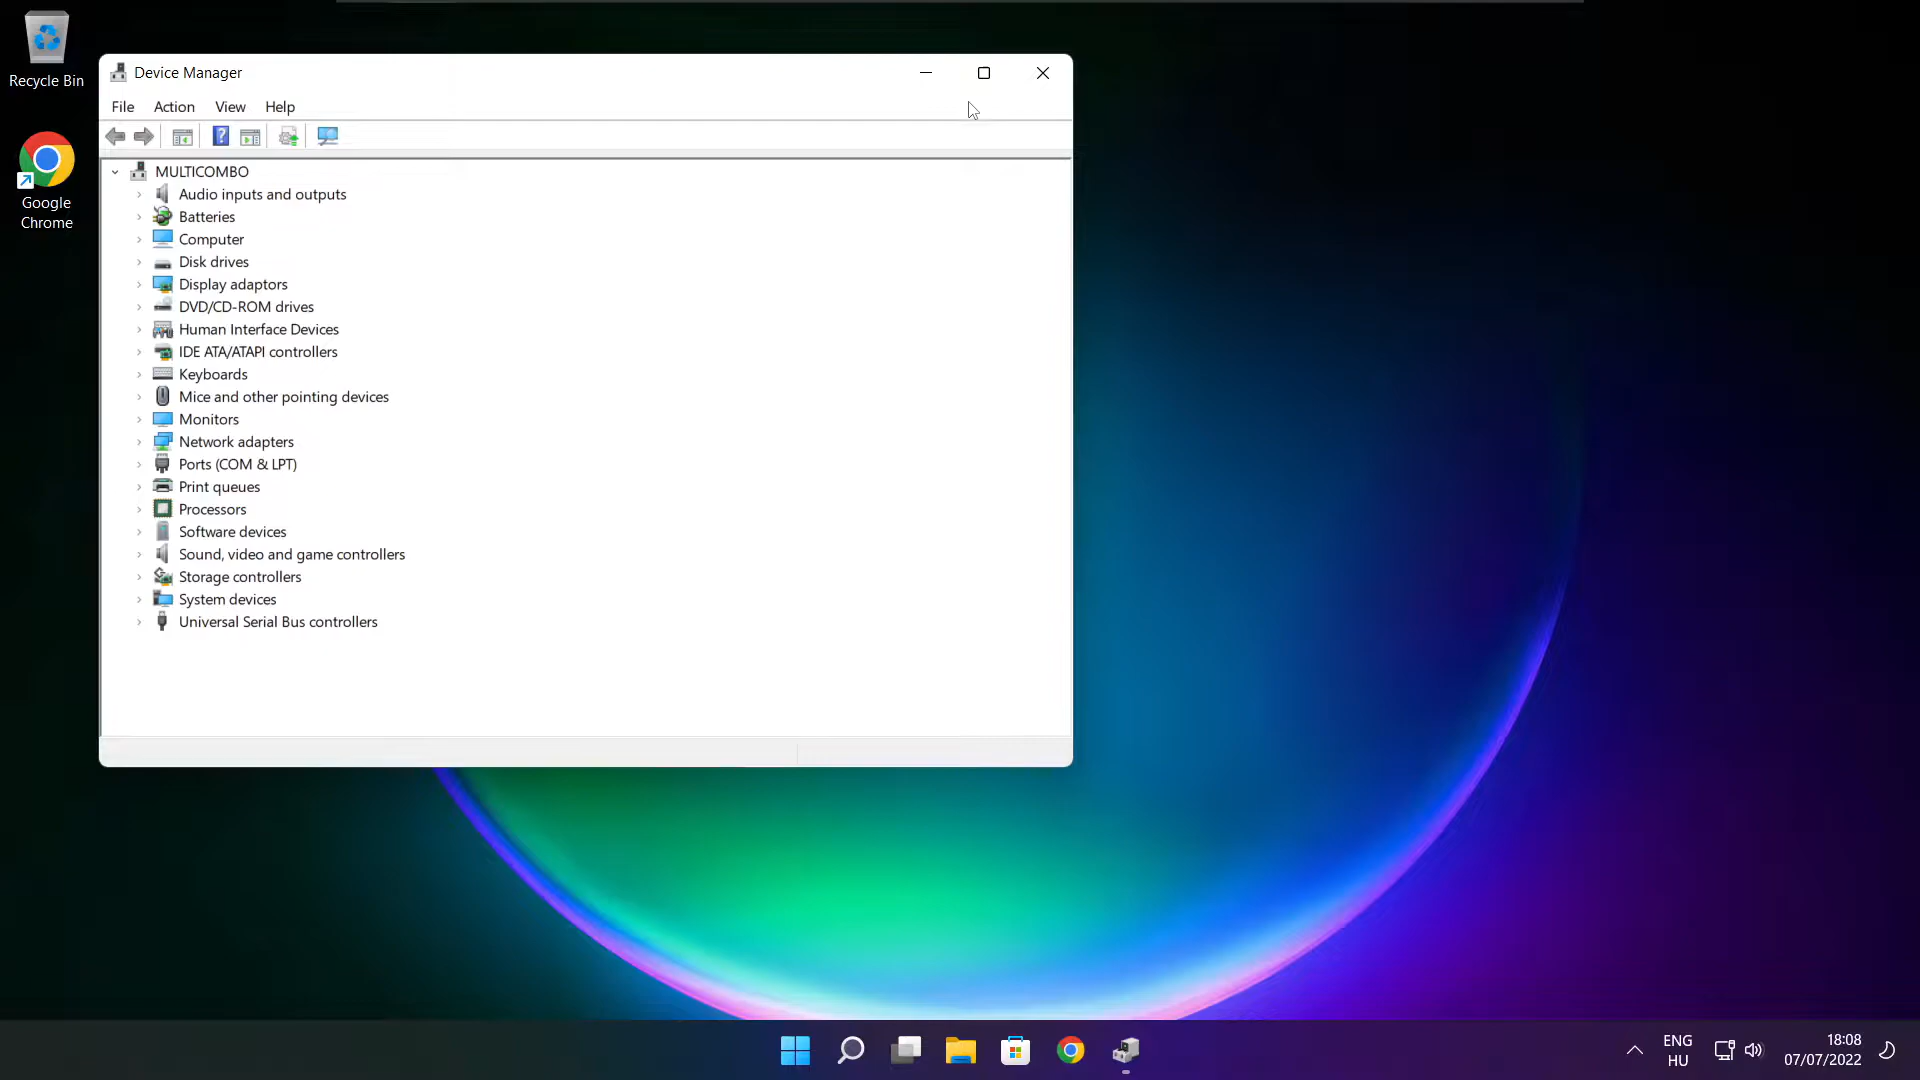 Recycle Bin
Google
Chrome
Device Manager
File Action View Help
MULTICOMBO
Audio inputs and outputs
Batteries
Computer
Disk drives
Display adaptors
DVD/CD-ROM drives
Human Interface Devices
IDE ATA/ATAPI controllers
Keyboards
Mice and other pointing devices
Monitors
Network adapters
Ports (COM & LPT)
Print queues
Processors
Software devices
Sound, video and game controllers
Storage controllers
System devices
Universal Serial Bus controllers
ENG
HU
18:08
07/07/2022